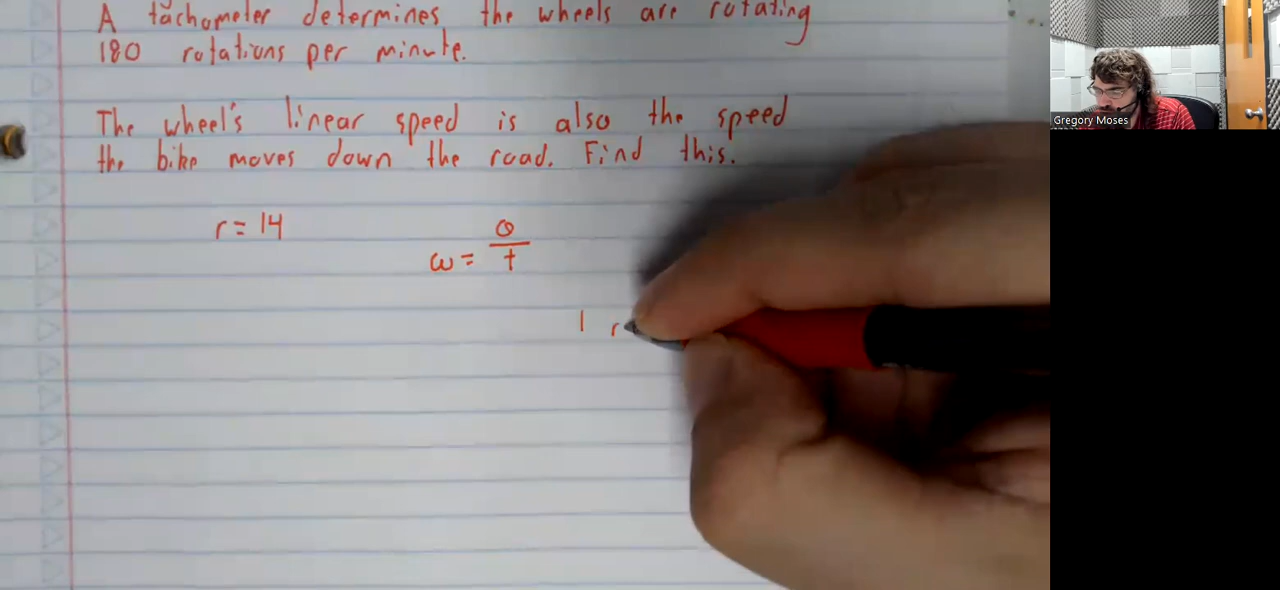 A tachometer determines the wheels are rotating
180 rotations per minute.
The wheel's linear speed is also the speed
the bike moves down the road. Find this.
r = 14
ω = θ/t
1 r
Gregory Moses